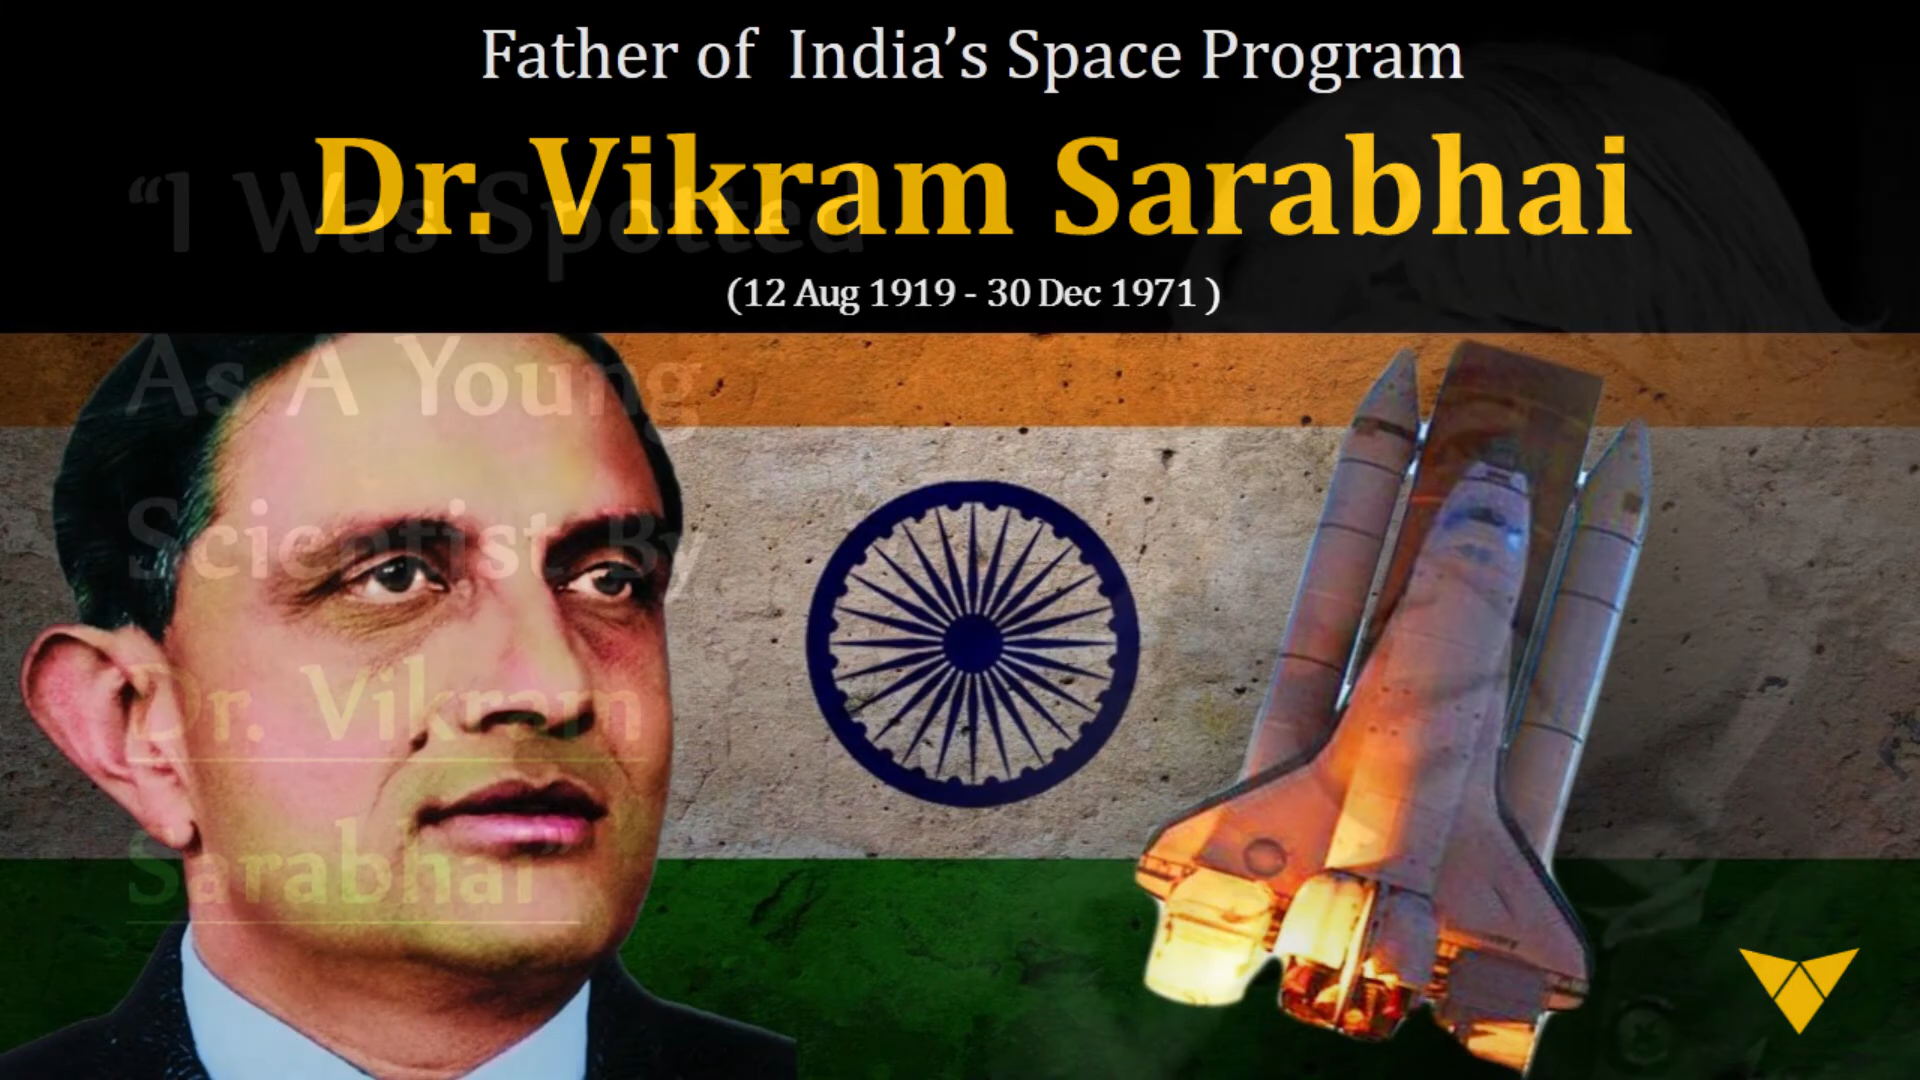 Father of India’s Space Program
Dr. Vikram Sarabhai
(12 Aug 1919 - 30 Dec 1971 )
“I Was Spotted
As A Young
Scientist By
Dr. Vikram
Sarabhai”